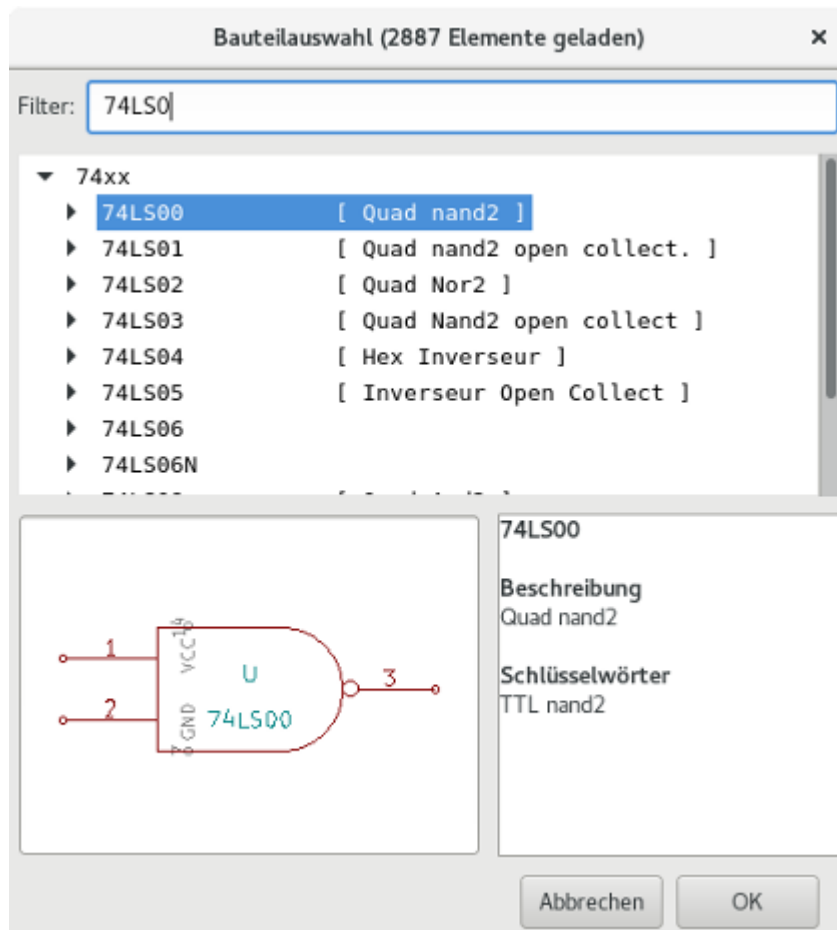 Bauteilauswahl (2887 Elemente geladen) ×
Filter: 74LS0
74xx
74LS00 [ Quad nand2 ]
74LS01 [ Quad nand2 open collect. ]
74LS02 [ Quad Nor2 ]
74LS03 [ Quad Nand2 open collect ]
74LS04 [ Hex Inverseur ]
74LS05 [ Inverseur Open Collect ]
74LS06
74LS06N
1
2
3
14
VCC
7
GND
U
74LS00
74LS00
Beschreibung
Quad nand2
Schlüsselwörter
TTL nand2
Abbrechen
OK